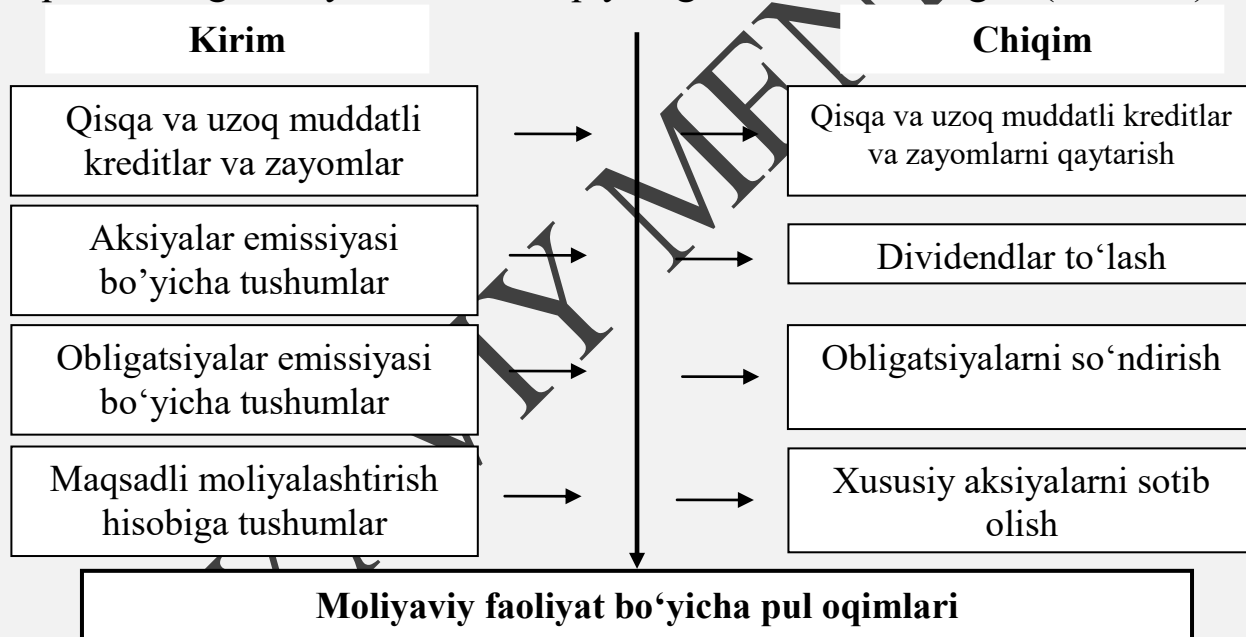 Kirim
Chiqim
Qisqa va uzoq muddatli
kreditlar va zayomlar
Qisqa va uzoq muddatli kreditlar
va zayomlarni qaytarish
Aksiyalar emissiyasi
bo’yicha tushumlar
Dividendlar to‘lash
Obligatsiyalar emissiyasi
bo‘yicha tushumlar
Obligatsiyalarni so‘ndirish
Maqsadli moliyalashtirish
hisobiga tushumlar
Xususiy aksiyalarni sotib
olish
Moliyaviy faoliyat bo‘yicha pul oqimlari